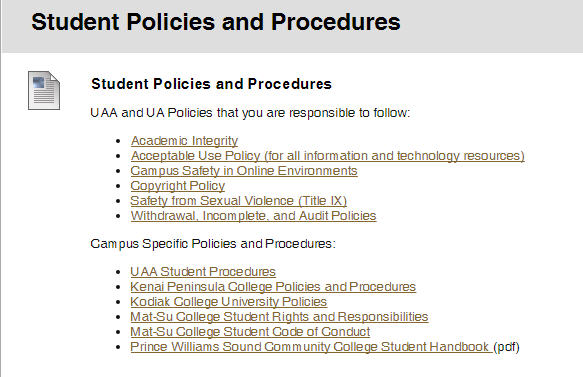 Student Policies and Procedures
Student Policies and Procedures
UAA and UA Policies that you are responsible to follow:
Academic Integrity
Acceptable Use Policy (for all information and technology resources)
Campus Safety in Online Environments
Copyright Policy
Safety from Sexual Violence (Title IX)
Withdrawal, Incomplete, and Audit Policies
Campus Specific Policies and Procedures:
UAA Student Procedures
Kenai Peninsula College Policies and Procedures
Kodiak College University Policies
Mat-Su College Student Rights and Responsibilities
Mat-Su College Student Code of Conduct
Prince Williams Sound Community College Student Handbook (pdf)